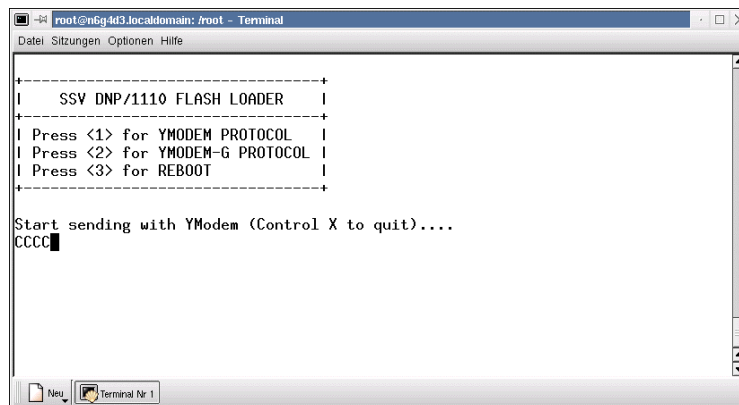 root@n6g4d3.localdomain: /root - Terminal
Datei Sitzungen Optionen Hilfe
+---------------------------------+
| SSV DNP/1110 FLASH LOADER |
+---------------------------------+
| Press <1> for YMODEM PROTOCOL |
| Press <2> for YMODEM-G PROTOCOL |
| Press <3> for REBOOT |
+---------------------------------+
Start sending with YModem (Control X to quit)....
CCCC
Neu Terminal Nr 1